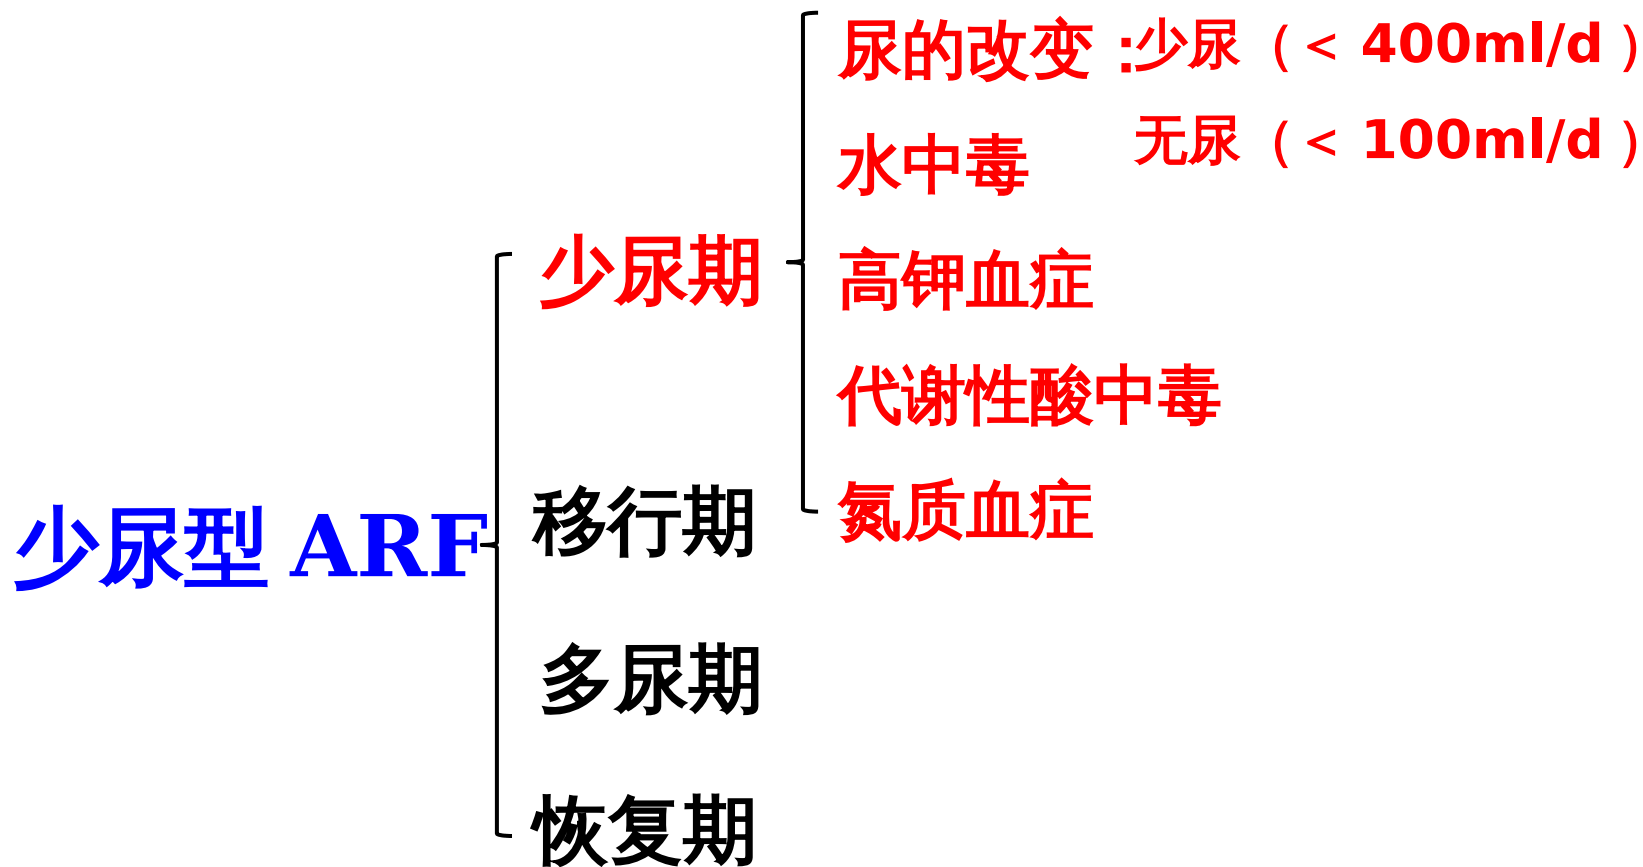 尿的改变：少尿（＜ 400ml/d ）
无尿（＜ 100ml/d ）
水中毒
少尿期
高钾血症
代谢性酸中毒
氮质血症
移行期
少尿型 ARF
多尿期
恢复期